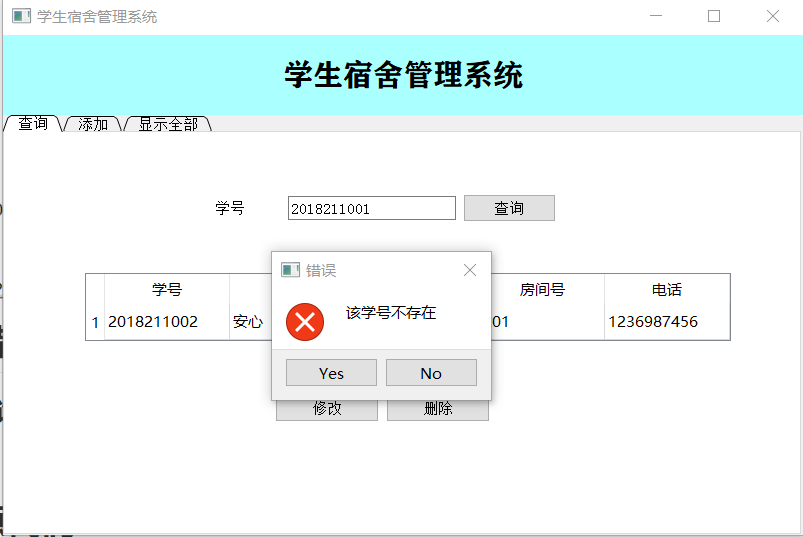 学生宿舍管理系统
学生宿舍管理系统
查询 添加 显示全部
学号 2018211001 查询
错误
学号 房间号 电话
该学号不存在
1 2018211002 安心 01 1236987456
Yes No
修改 删除